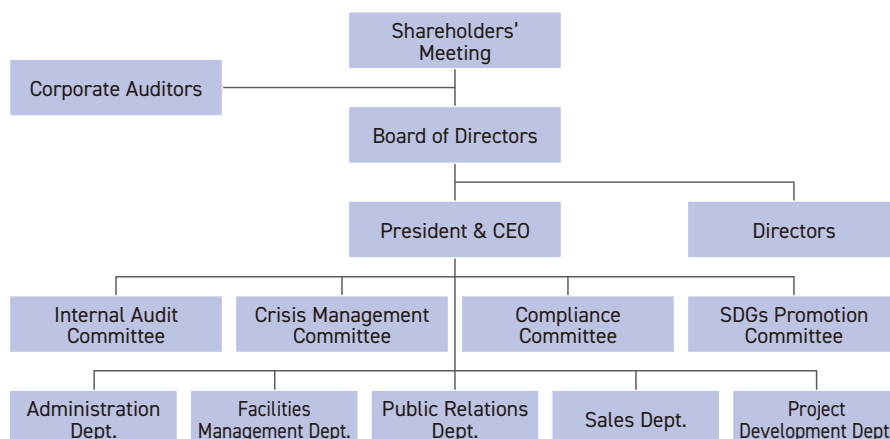 Shareholders’
Meeting
Corporate Auditors
Board of Directors
President & CEO
Directors
Internal Audit
Committee
Crisis Management
Committee
Compliance
Committee
SDGs Promotion
Committee
Administration
Dept.
Facilities
Management Dept.
Public Relations
Dept.
Sales Dept.
Project
Development Dept.